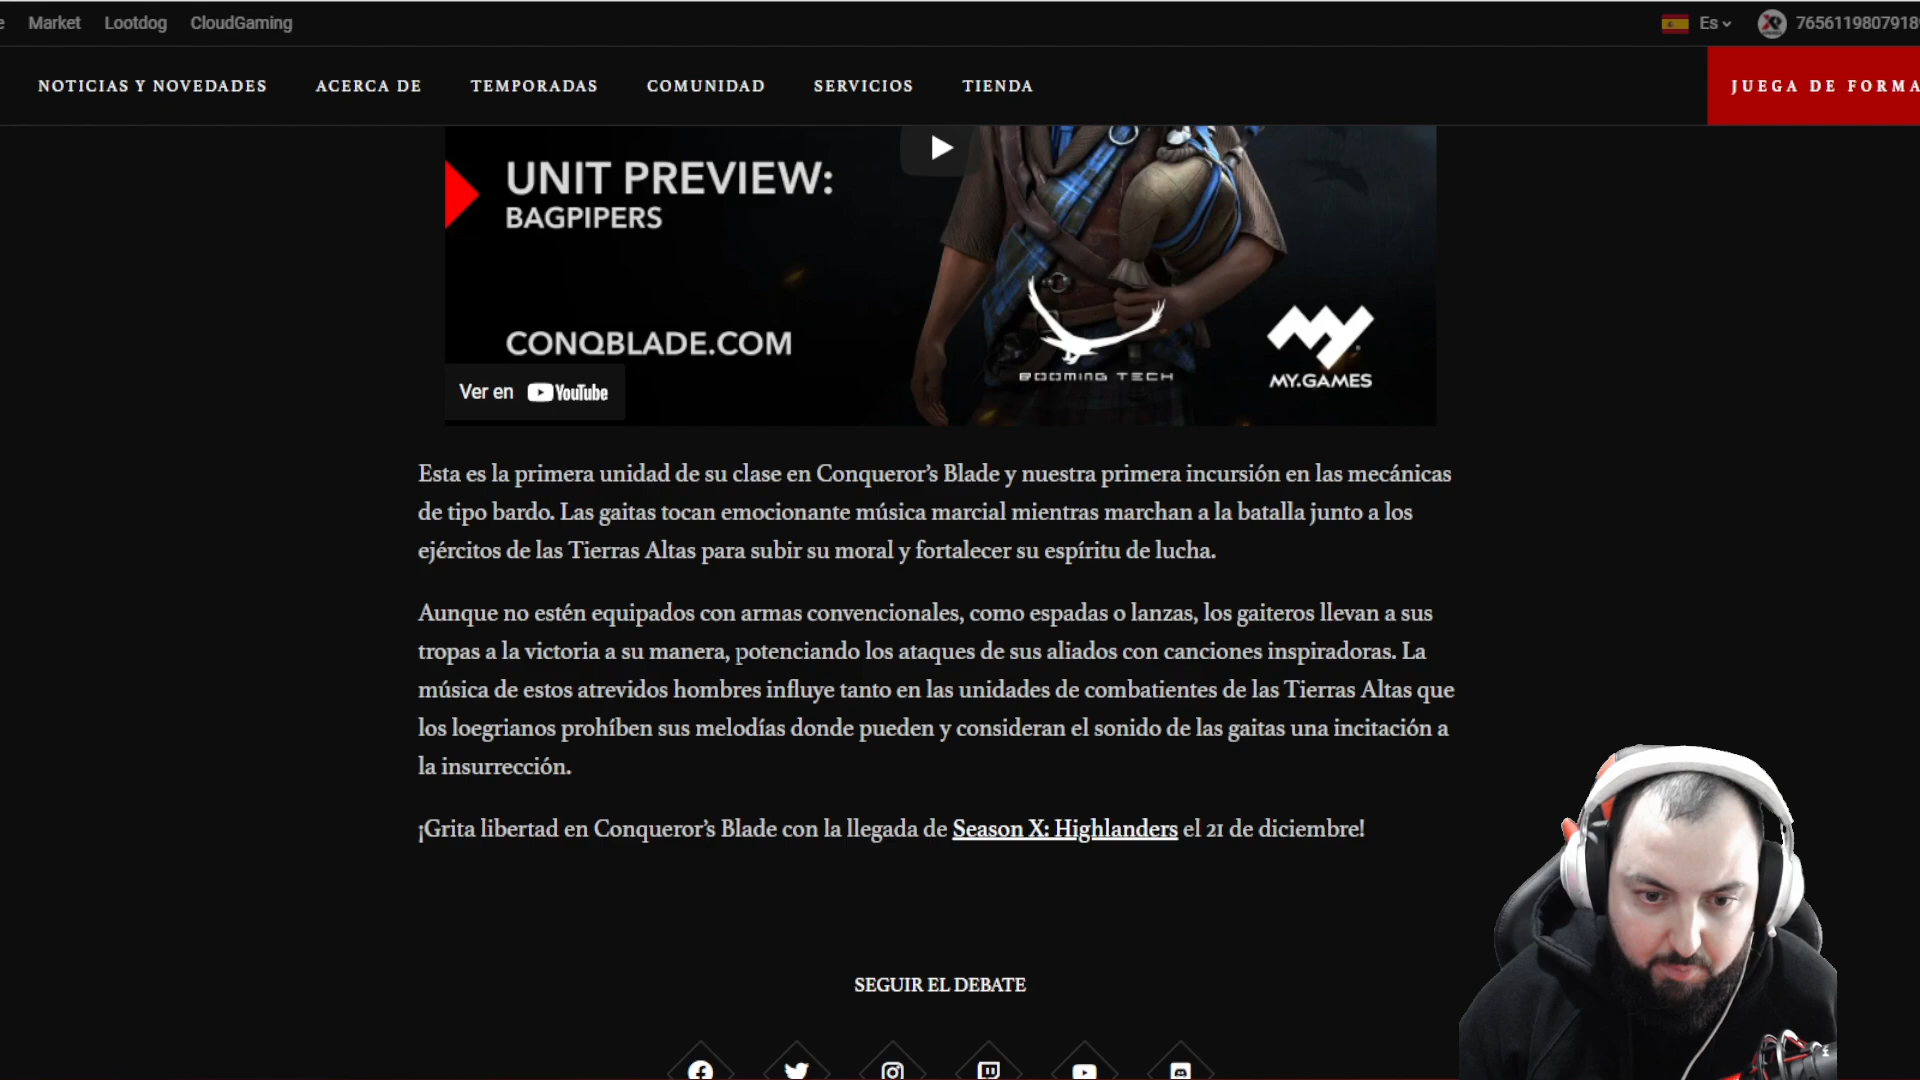 Market Lootdog CloudGaming Es
NOTICIAS Y NOVEDADES ACERCA DE TEMPORADAS COMUNIDAD SERVICIOS TIENDA JUEGA DE FORMA
UNIT PREVIEW:
BAGPIPERS
CONQBLADE.COM
BOOMING TECH
MY.GAMES
Ver en YouTube
Esta es la primera unidad de su clase en Conqueror’s Blade y nuestra primera incursión en las mecánicas
de tipo bardo. Las gaitas tocan emocionante música marcial mientras marchan a la batalla junto a los
ejércitos de las Tierras Altas para subir su moral y fortalecer su espíritu de lucha.
Aunque no estén equipados con armas convencionales, como espadas o lanzas, los gaiteros llevan a sus
tropas a la victoria a su manera, potenciando los ataques de sus aliados con canciones inspiradoras. La
música de estos atrevidos hombres influye tanto en las unidades de combatientes de las Tierras Altas que
los loegrianos prohíben sus melodías donde pueden y consideran el sonido de las gaitas una incitación a
la insurrección.
¡Grita libertad en Conqueror’s Blade con la llegada de Season X: Highlanders el 21 de diciembre!
SEGUIR EL DEBATE